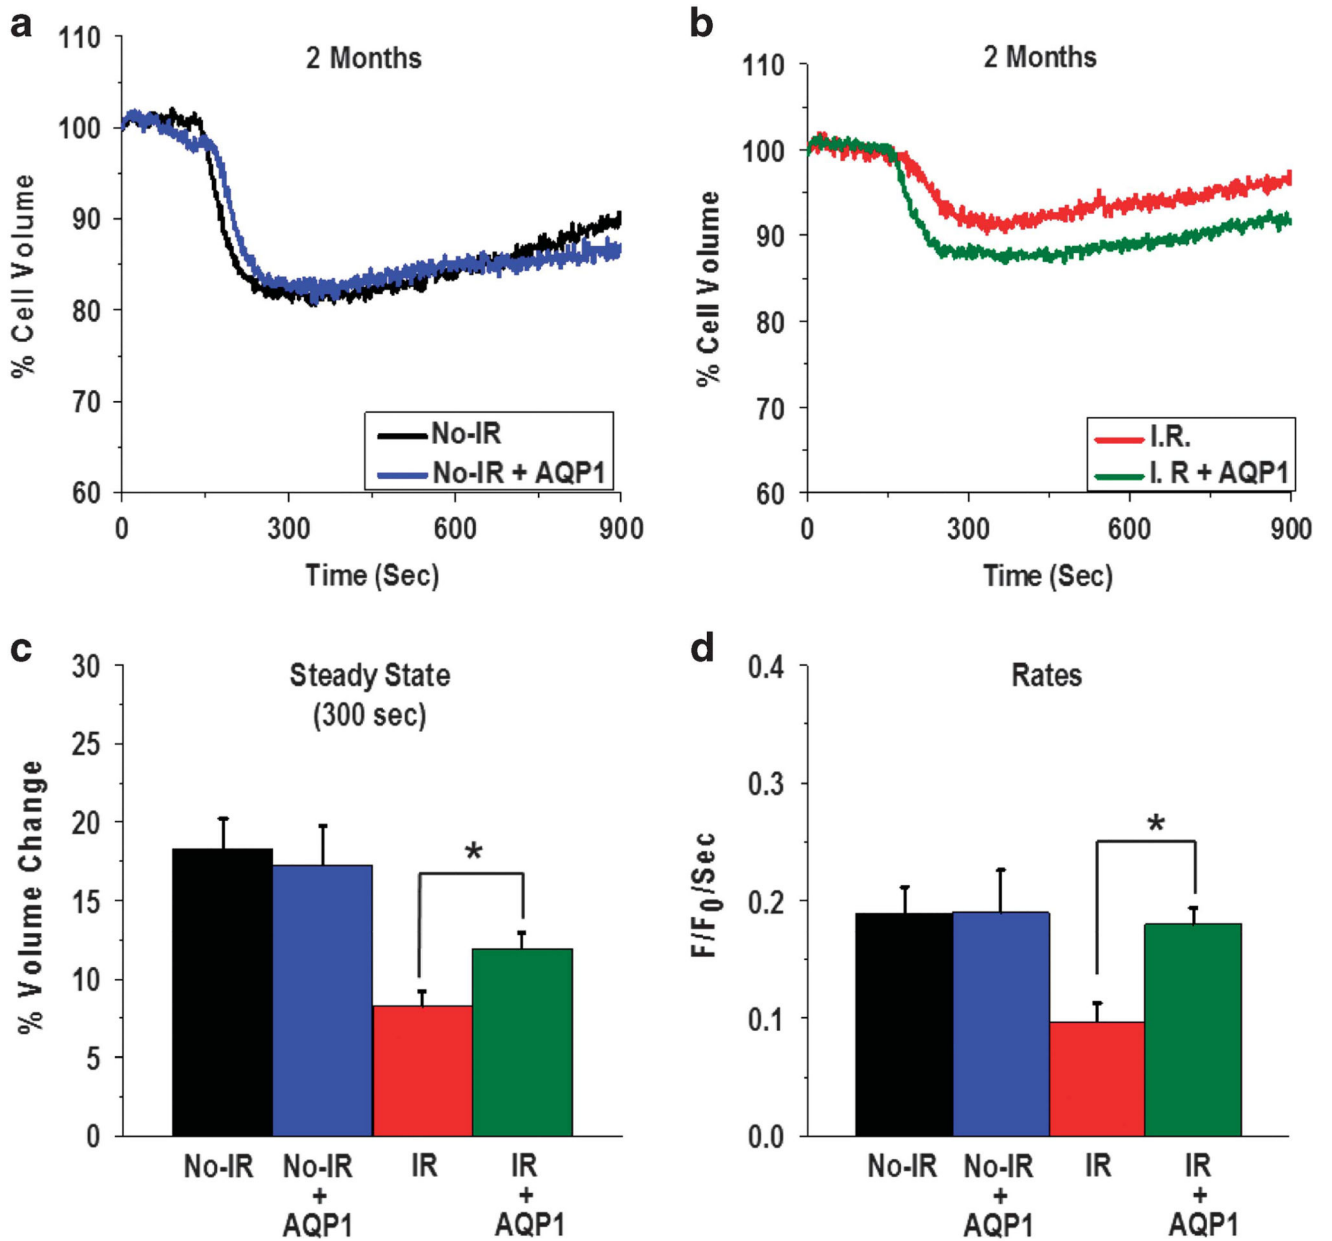 a
2 Months
110
100
90
80
70
60
% Cell Volume
No-IR
No-IR + AQP1
0 300 600 900
Time (Sec)
b
2 Months
110
100
90
80
70
60
% Cell Volume
I.R.
I. R + AQP1
0 300 600 900
Time (Sec)
c
Steady State
(300 sec)
30
25
20
15
10
5
0
% Volume Change
*
No-IR No-IR IR IR
+ +
AQP1 AQP1
d
Rates
0.4
0.3
0.2
0.1
0.0
F/F0/Sec
*
No-IR No-IR IR IR
+ +
AQP1 AQP1